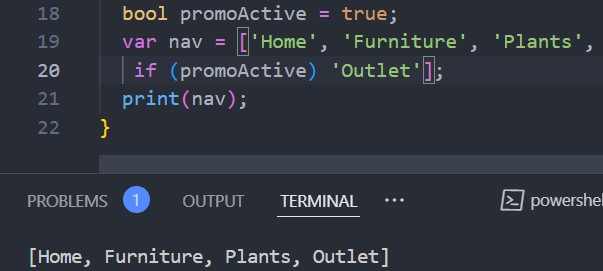 18 bool promoActive = true;
19 var nav = ['Home', 'Furniture', 'Plants',
20 if (promoActive) 'Outlet'];
21 print(nav);
22 }
PROBLEMS 1 OUTPUT TERMINAL ··· powershel
[Home, Furniture, Plants, Outlet]